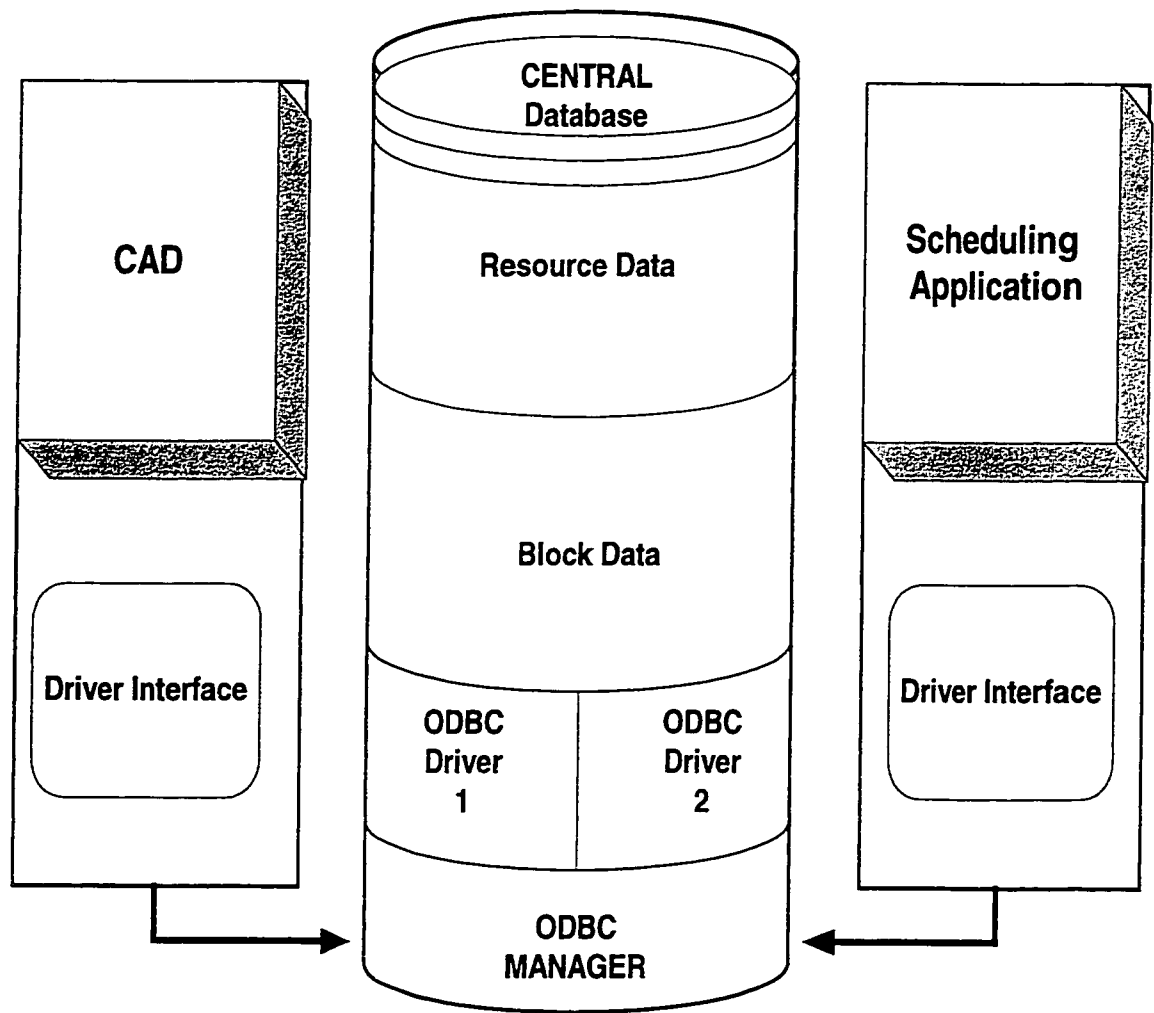 CENTRAL
Database
CAD
Resource Data
Scheduling
Application
Block Data
Driver Interface
ODBC
Driver
1
ODBC
Driver
2
Driver Interface
ODBC
MANAGER